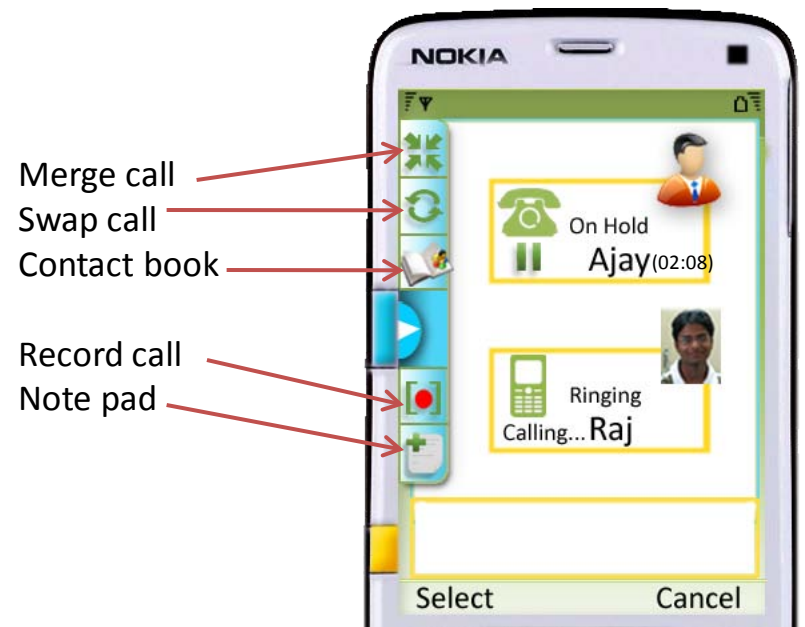 NOKIA
Merge call
Swap call
Contact book
Record call
Note pad
On Hold
Ajay(02:08)
Ringing
Calling... Raj
Select
Cancel